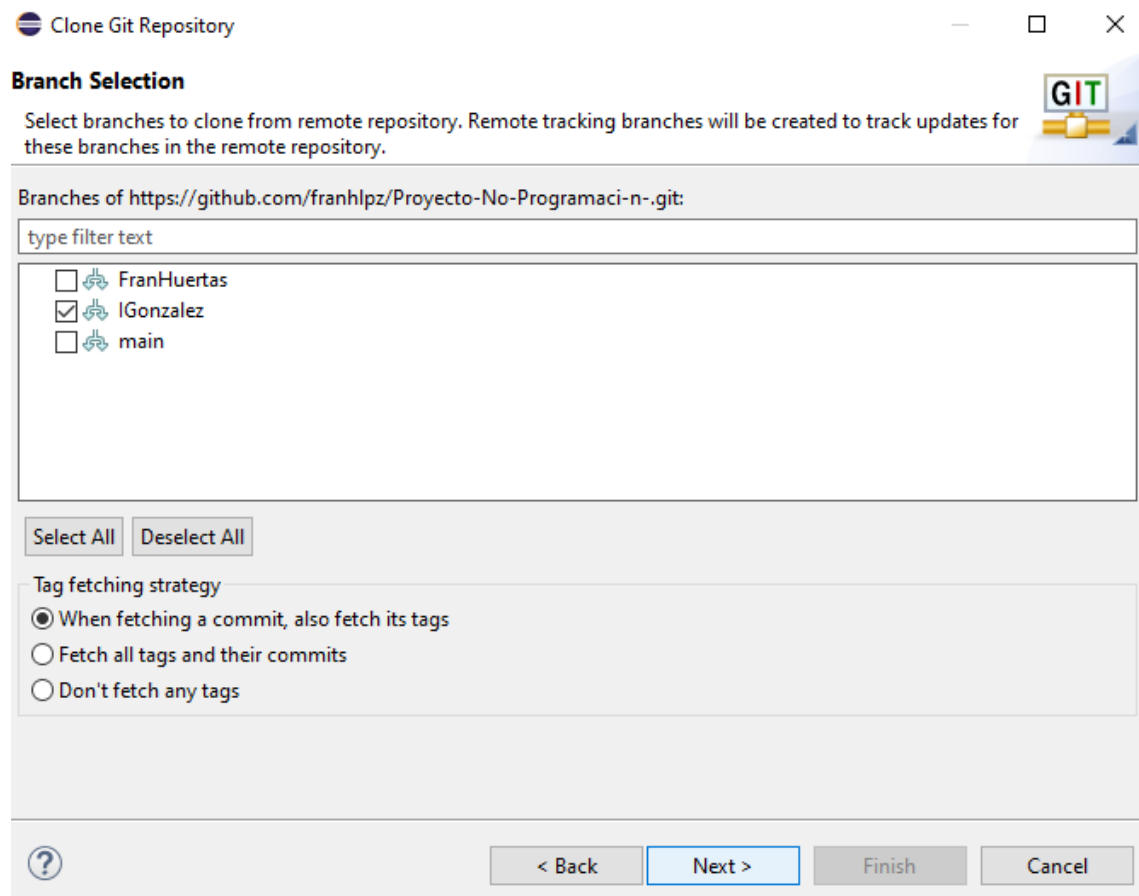 Clone Git Repository
Branch Selection
GIT
Select branches to clone from remote repository. Remote tracking branches will be created to track updates for
these branches in the remote repository.
Branches of https://github.com/franhlpz/Proyecto-No-Programaci-n-.git:
type filter text
FranHuertas
IGonzalez
main
Select All Deselect All
Tag fetching strategy
When fetching a commit, also fetch its tags
Fetch all tags and their commits
Don't fetch any tags
? < Back Next > Finish Cancel